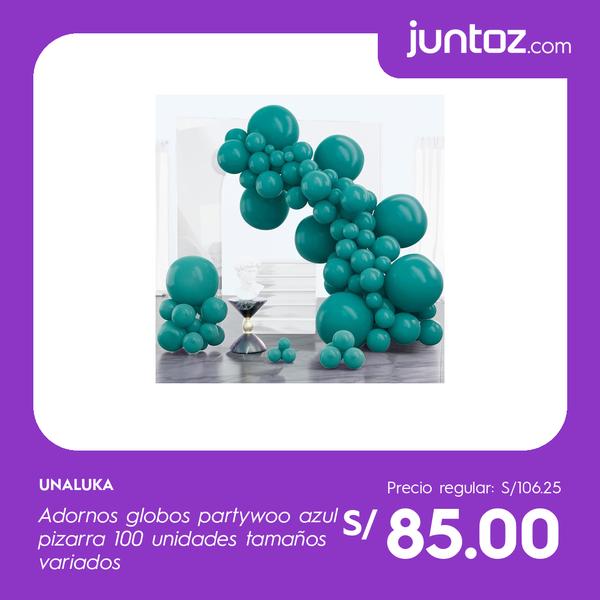 juntoz.com
UNALUKA
Adornos globos partywoo azul
pizarra 100 unidades tamaños
variados
Precio regular: S/106.25
S/ 85.00